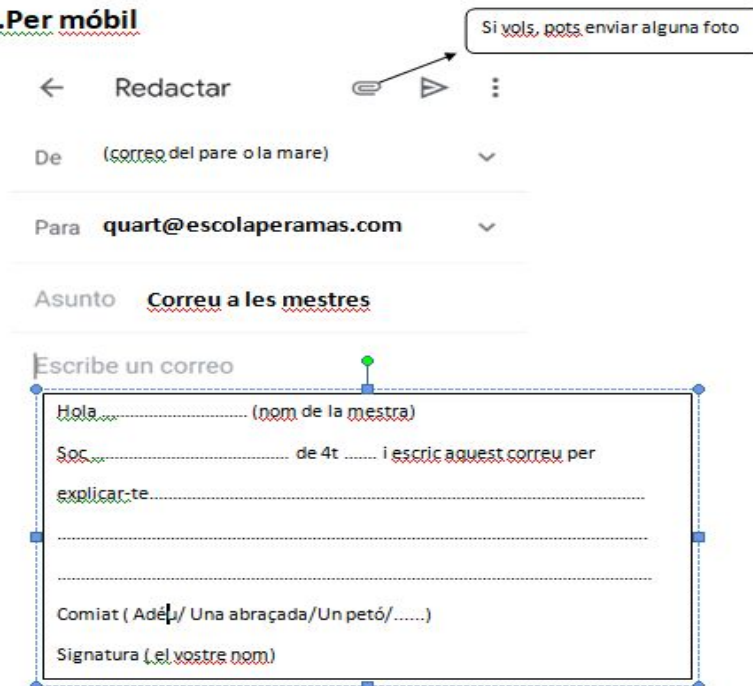 .Per móbil
Si vols, pots enviar alguna foto
Redactar
De (correo del pare o la mare)
Para quart@escolaperamas.com
Asunto Correu a les mestres
Escribe un correo
Hola ................................... (nom de la mestra)
Soc................................................ de 4t ........ i escric aquest correu per
explicar-te..............................................................................................................................
......................................................................................................................................................
......................................................................................................................................................
Comiat ( Adéu/ Una abraçada/Un petó/......)
Signatura ( el vostre nom)